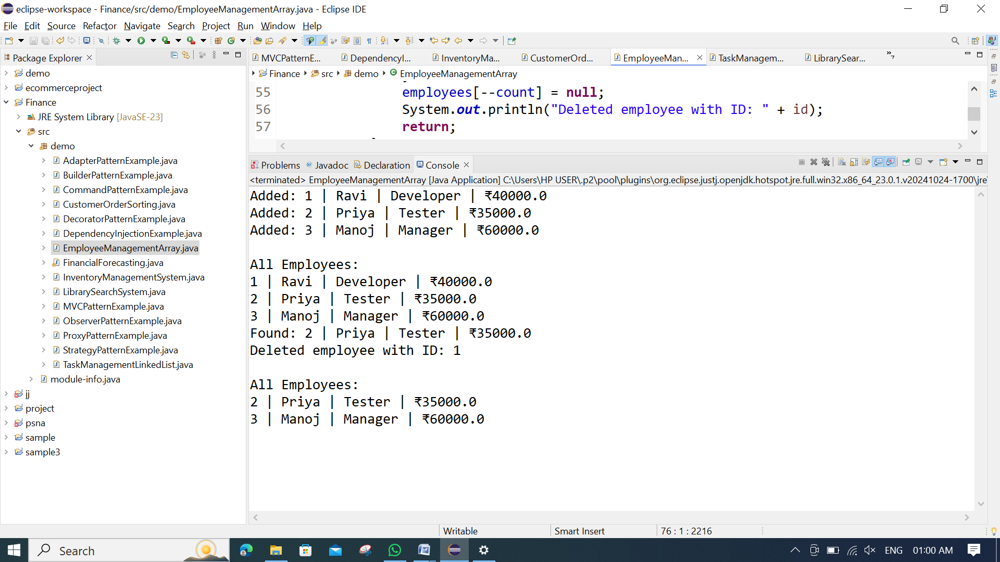 eclipse-workspace - Finance/src/demo/EmployeeManagementArray.java - Eclipse IDE
File Edit Source Refactor Navigate Search Project Run Window Help
Package Explorer
demo
ecommerceproject
Finance
JRE System Library [JavaSE-23]
src
demo
AdapterPatternExample.java
BuilderPatternExample.java
CommandPatternExample.java
CustomerOrderSorting.java
DecoratorPatternExample.java
DependencyInjectionExample.java
EmployeeManagementArray.java
FinancialForecasting.java
InventoryManagementSystem.java
LibrarySearchSystem.java
MVCPatternExample.java
ObserverPatternExample.java
ProxyPatternExample.java
StrategyPatternExample.java
TaskManagementLinkedList.java
module-info.java
jj
project
psna
sample
sample3
MVCPatternE... DependencyI... InventoryMa... CustomerOrd... EmployeeMan... TaskManagem... LibrarySear... »7
Finance src demo EmployeeManagementArray
55 employees[--count] = null;
56 System.out.println("Deleted employee with ID: " + id);
57 return;
Problems Javadoc Declaration Console
<terminated> EmployeeManagementArray [Java Application] C:\Users\HP USER\.p2\pool\plugins\org.eclipse.justj.openjdk.hotspot.jre.full.win32.x86_64_23.0.1.v20241024-1700\jre\
Added: 1 | Ravi | Developer | ₹40000.0
Added: 2 | Priya | Tester | ₹35000.0
Added: 3 | Manoj | Manager | ₹60000.0
All Employees:
1 | Ravi | Developer | ₹40000.0
2 | Priya | Tester | ₹35000.0
3 | Manoj | Manager | ₹60000.0
Found: 2 | Priya | Tester | ₹35000.0
Deleted employee with ID: 1
All Employees:
2 | Priya | Tester | ₹35000.0
3 | Manoj | Manager | ₹60000.0
Writable Smart Insert 76 : 1 : 2216
Search ENG 01:00 AM